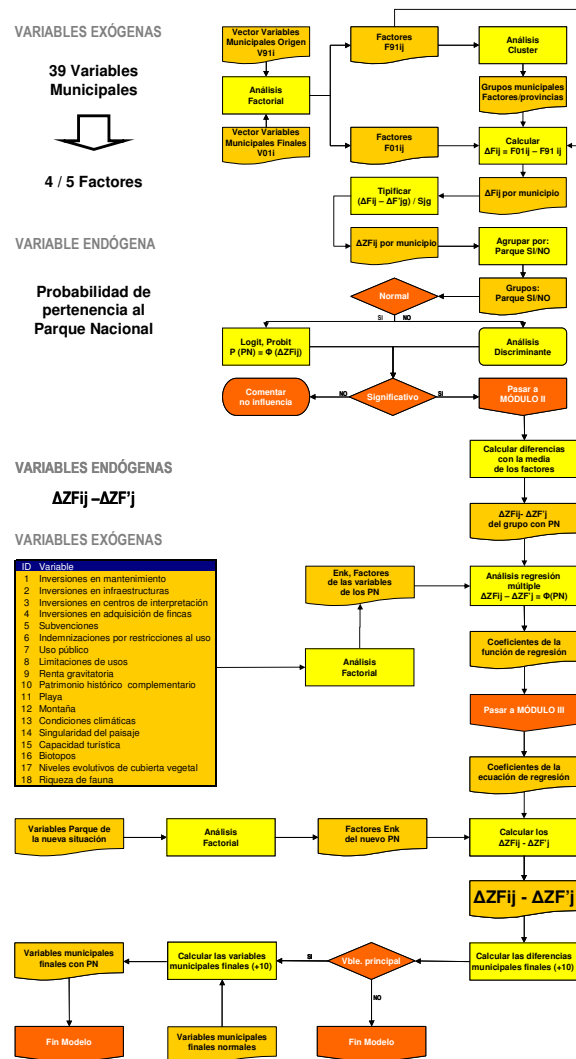 VARIABLES EXÓGENAS
39 Variables
Municipales
4 / 5 Factores
VARIABLE ENDÓGENA
Probabilidad de
pertenencia al
Parque Nacional
Vector Variables
Municipales Origen
V91i
Análisis
Factorial
Vector Variables
Municipales Finales
V01i
Factores
F91ij
Factores
F01ij
Análisis
Cluster
Grupos municipales
Factores/provincias
Calcular
ΔFij = F01ij – F91 ij
ΔFij por municipio
Tipificar
(ΔFij – ΔF'jg) / Sjg
ΔZFij por municipio
Agrupar por:
Parque SI/NO
Grupos:
Parque SI/NO
Normal
SI
NO
Logit, Probit
P (PN) = Φ (ΔZFij)
Análisis
Discriminante
Comentar
no influencia
NO
Significativo
SI
Pasar a
MÓDULO II
Calcular diferencias
con la media
de los factores
ΔZFij- ΔZF'j
del grupo con PN
VARIABLES ENDÓGENAS
ΔZFij –ΔZF'j
VARIABLES EXÓGENAS
ID Variable
1 Inversiones en mantenimiento
2 Inversiones en infraestructuras
3 Inversiones en centros de interpretación
4 Inversiones en adquisición de fincas
5 Subvenciones
6 Indemnizaciones por restricciones al uso
7 Uso público
8 Limitaciones de usos
9 Renta gravitatoria
10 Patrimonio histórico complementario
11 Playa
12 Montaña
13 Condiciones climáticas
14 Singularidad del paisaje
15 Capacidad turística
16 Biotopos
17 Niveles evolutivos de cubierta vegetal
18 Riqueza de fauna
Enk, Factores
de las variables
de los PN
Análisis
Factorial
Análisis regresión
múltiple
ΔZFij – ΔZF'j = Φ(PN)
Coeficientes de la
función de regresión
Pasar a MÓDULO III
Coeficientes de la
ecuación de regresión
Variables Parque de
la nueva situación
Análisis
Factorial
Factores Enk
del nuevo PN
Calcular los
ΔZFij - ΔZF'j
ΔZFij - ΔZF'j
Variables municipales
finales con PN
Calcular las variables
municipales finales (+10)
SI
Vble. principal
Calcular las diferencias
municipales finales (+10)
NO
Fin Modelo
Variables municipales
finales normales
Fin Modelo